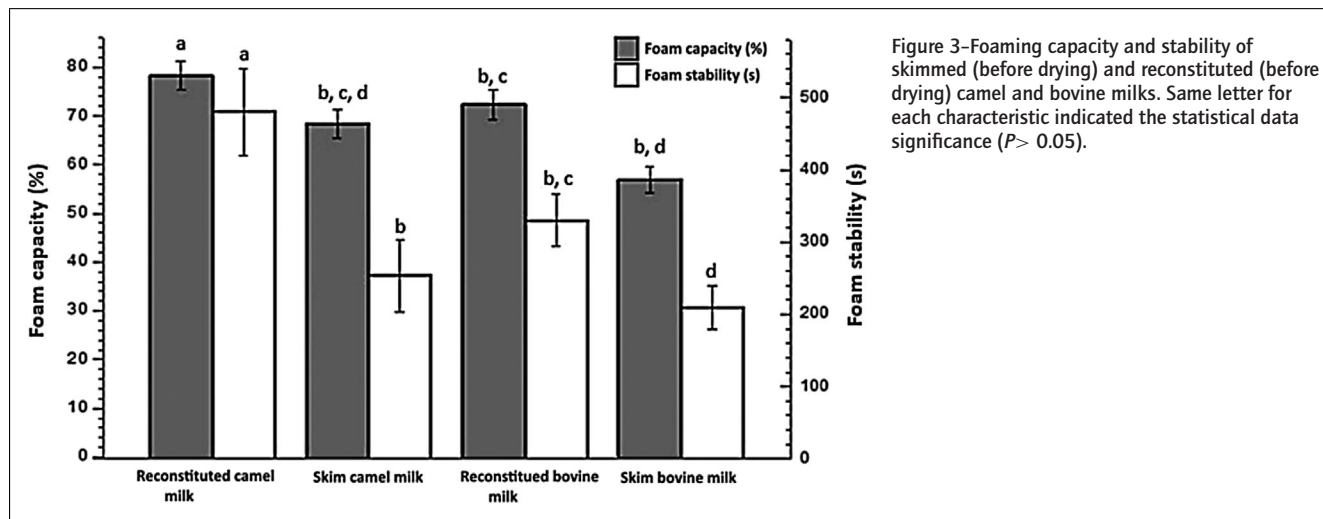 Foam capacity (%)
Foam stability (s)
a
a
b, c, d
b
b, c
b, c
b, d
d
80
70
60
50
40
30
20
10
0
Foam capacity (%)
500
400
300
200
100
0
Foam stability (s)
Reconstituted camel
milk
Skim camel milk
Reconstitued bovine
milk
Skim bovine milk
Figure 3–Foaming capacity and stability of
skimmed (before drying) and reconstituted (before
drying) camel and bovine milks. Same letter for
each characteristic indicated the statistical data
significance (P> 0.05).